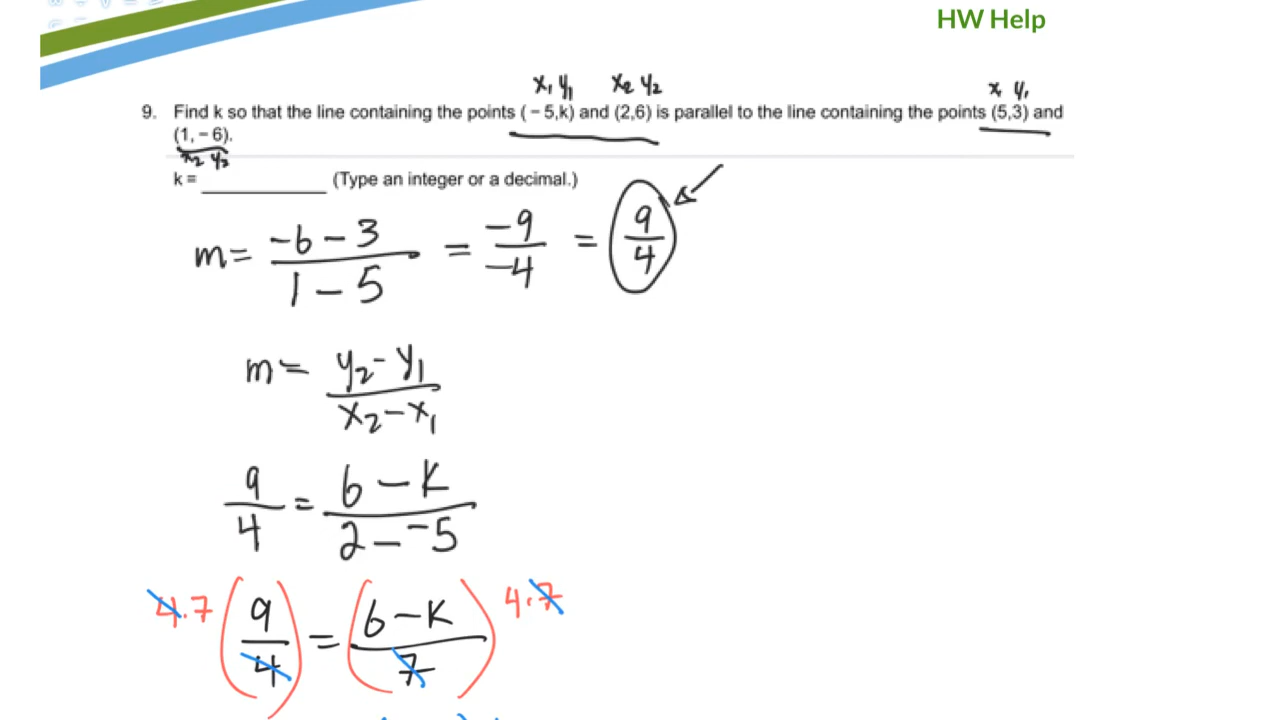 HW Help
x₁ y₁ x₂ y₂ x₁ y₁
9. Find k so that the line containing the points (−5,k) and (2,6) is parallel to the line containing the points (5,3) and
(1,−6).
x₂ y₂
k = ____________ (Type an integer or a decimal.)
m = (-6 - 3)/(1 - 5) = -9/-4 = 9/4
m = (y₂ - y₁)/(x₂ - x₁)
9/4 = (6 - K)/(2 - -5)
4·7 (9/4) = (6 - K/7) 4·7